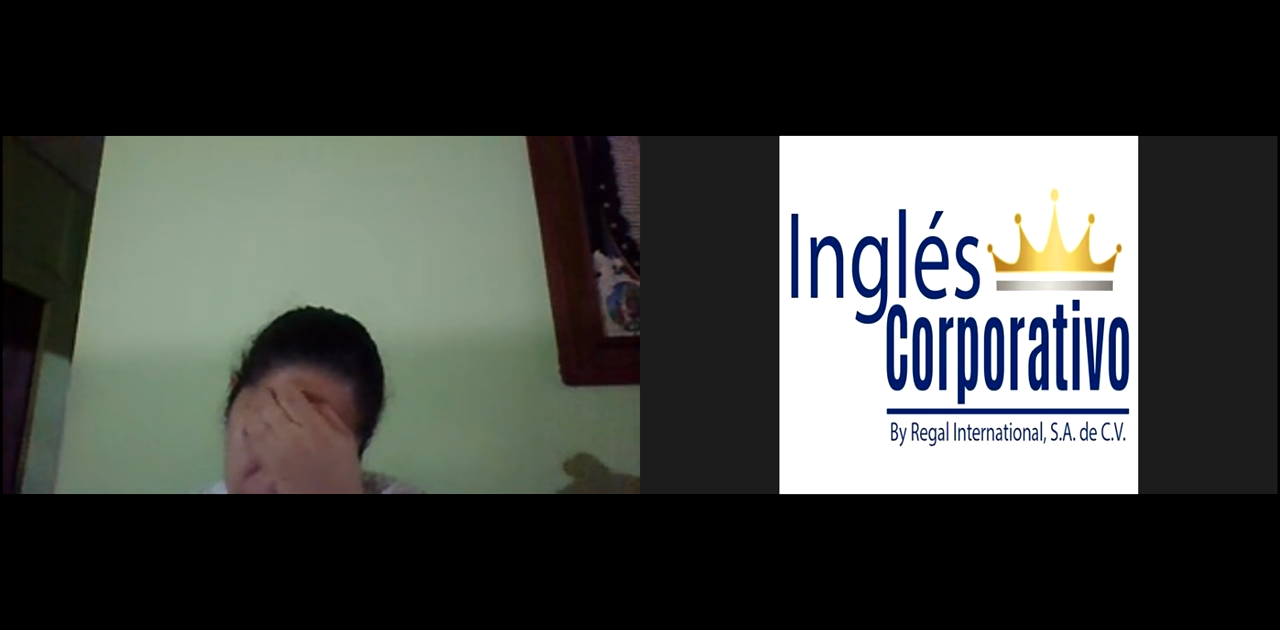 Inglés
Corporativo
By Regal International, S.A. de C.V.